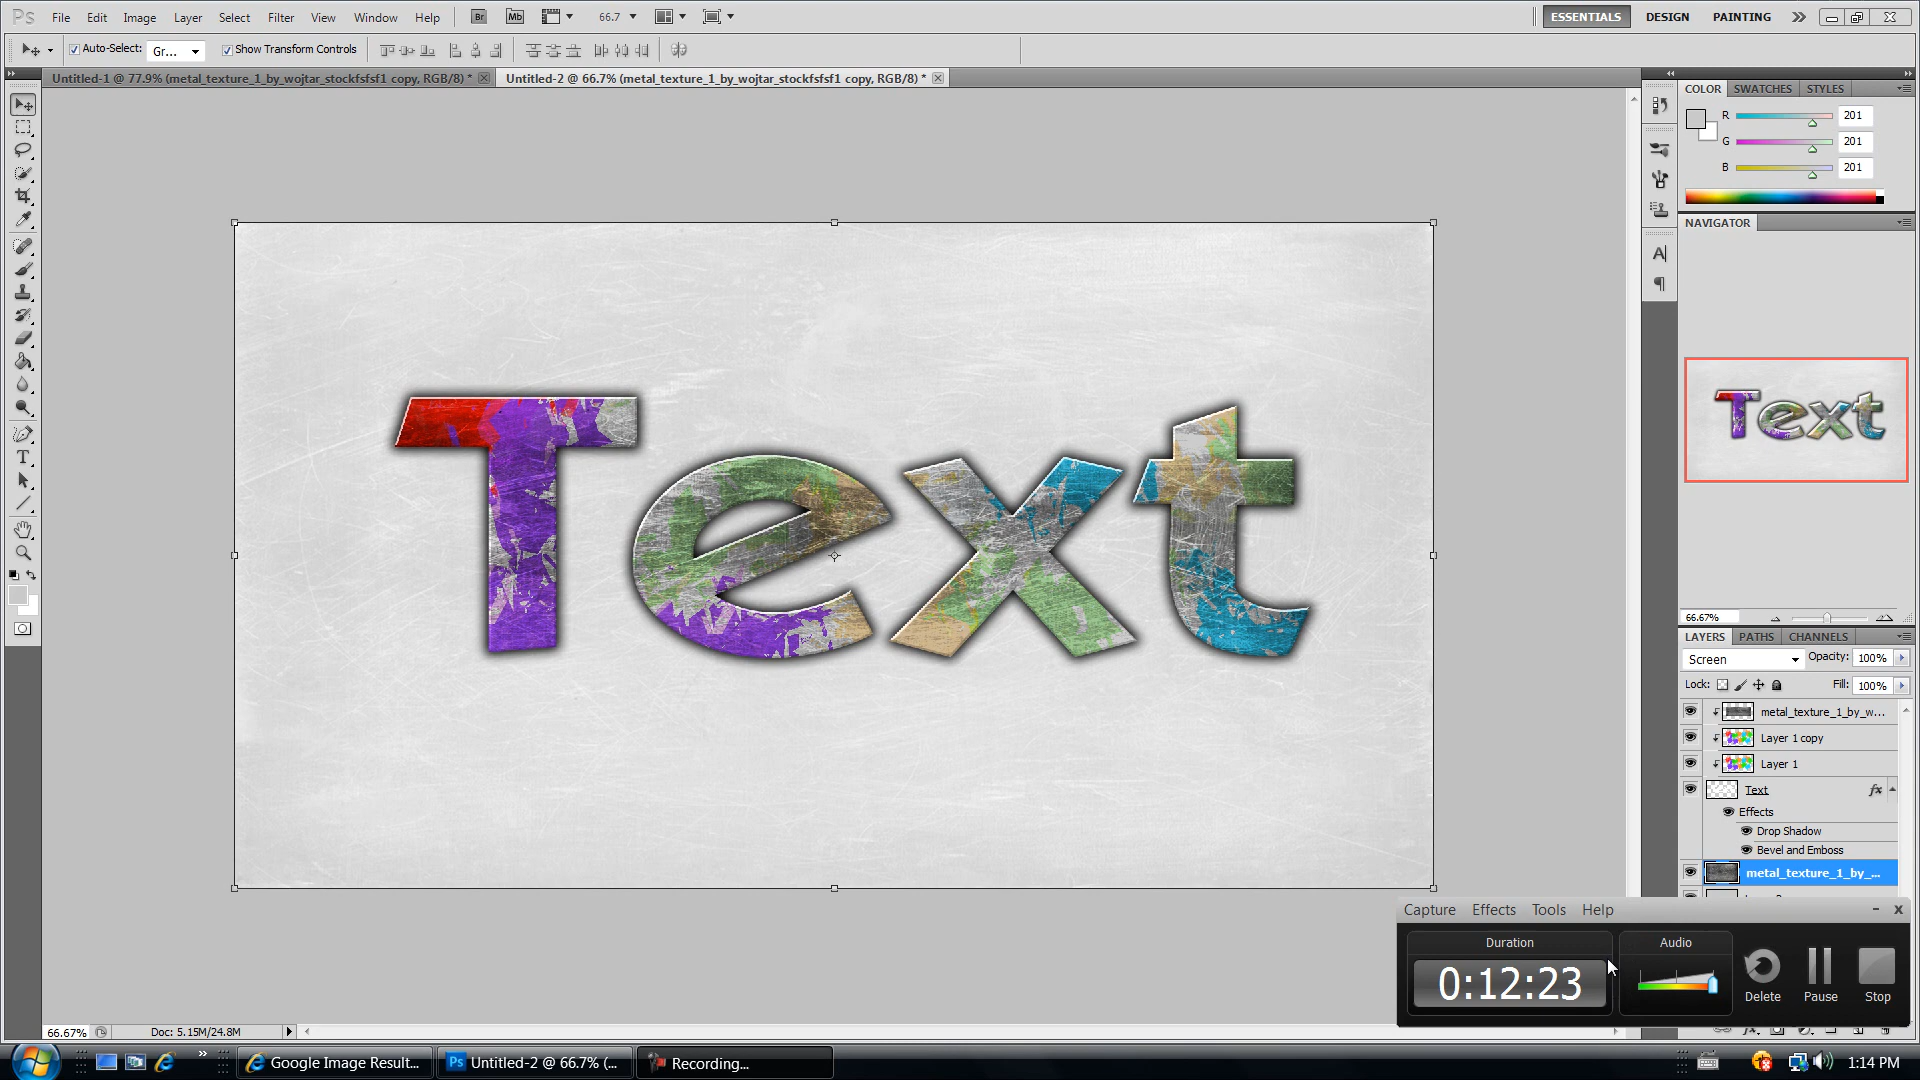 Ps File Edit Image Layer Select Filter View Window Help Br Mb 66.7 ESSENTIALS DESIGN PAINTING
Auto-Select: Gr... Show Transform Controls
Untitled-1 @ 77.9% (metal_texture_1_by_wojtar_stockfsfsf1 copy, RGB/8) * Untitled-2 @ 66.7% (metal_texture_1_by_wojtar_stockfsfsf1 copy, RGB/8) *
COLOR SWATCHES STYLES
R 201
G 201
B 201
NAVIGATOR
Text
Text
66.67%
LAYERS PATHS CHANNELS
Screen Opacity: 100%
Lock: Fill: 100%
metal_texture_1_by_w...
Layer 1 copy
Layer 1
Text fx
Effects
Drop Shadow
Bevel and Emboss
metal_texture_1_by_...
Capture Effects Tools Help
Duration Audio
0:12:23
Delete Pause Stop
66.67% Doc: 5.15M/24.8M
Google Image Result... Ps Untitled-2 @ 66.7% (... Recording... 1:14 PM